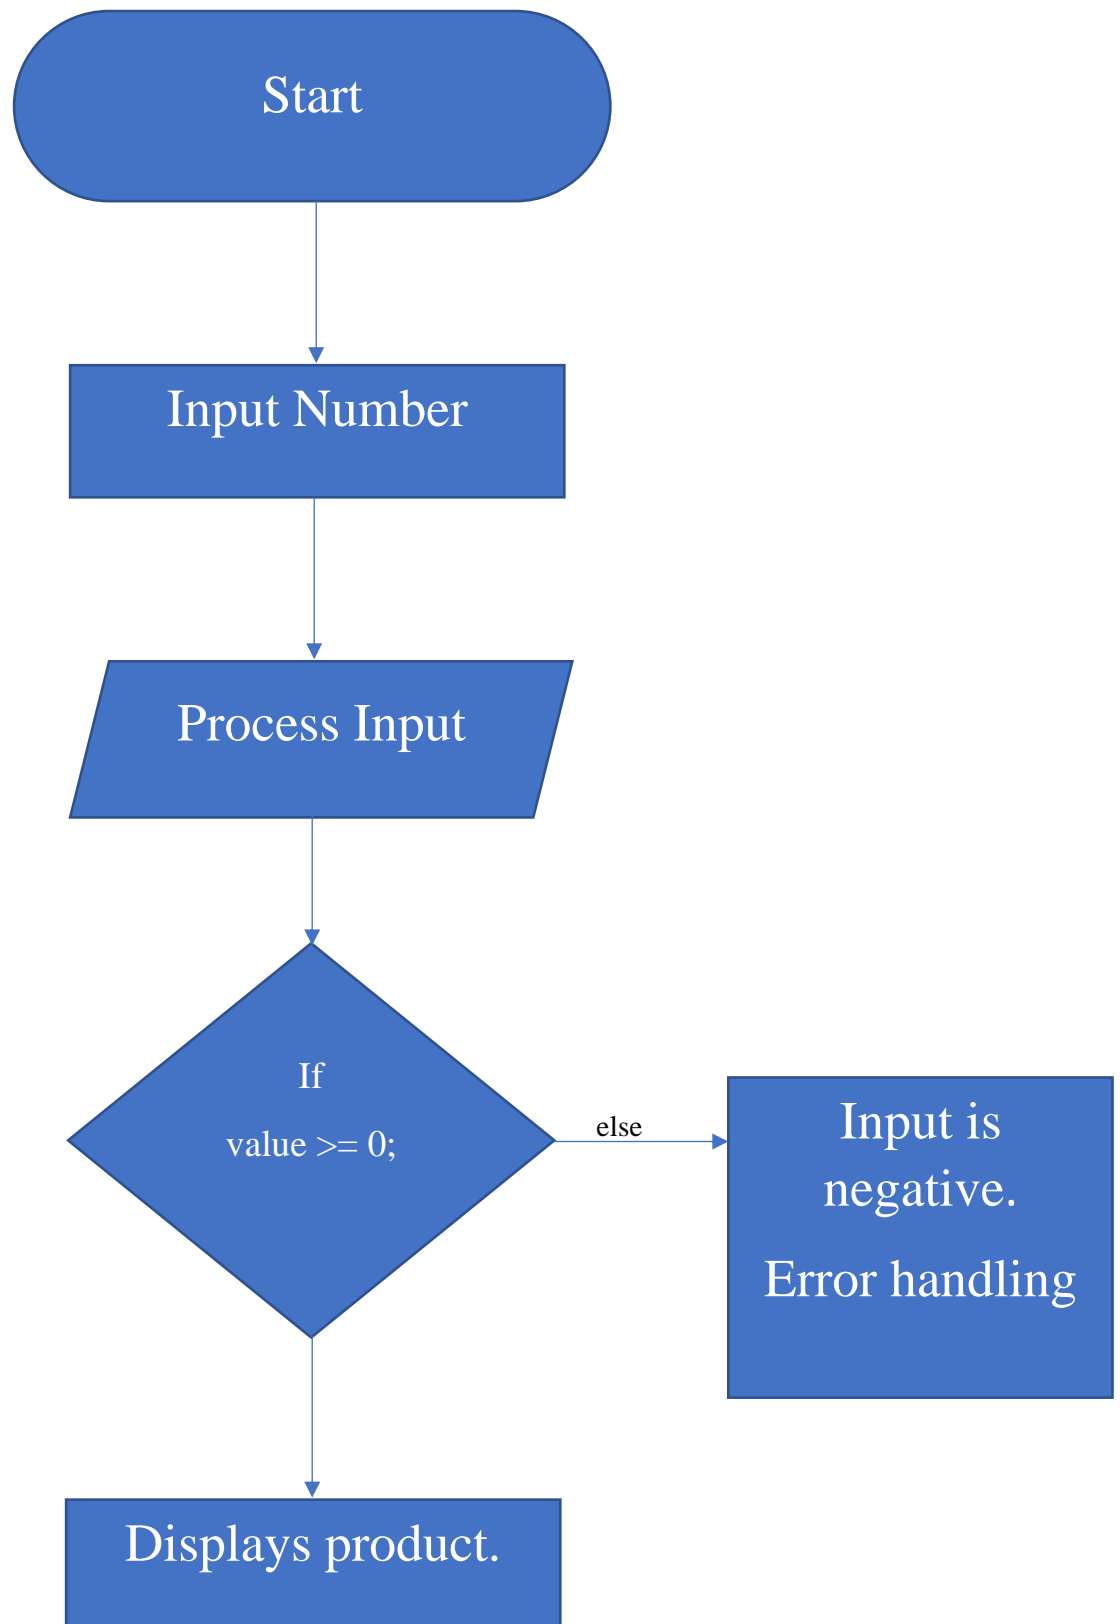 Start
Input Number
Process Input
If
value >= 0;
else
Input is
negative.
Error handling
Displays product.